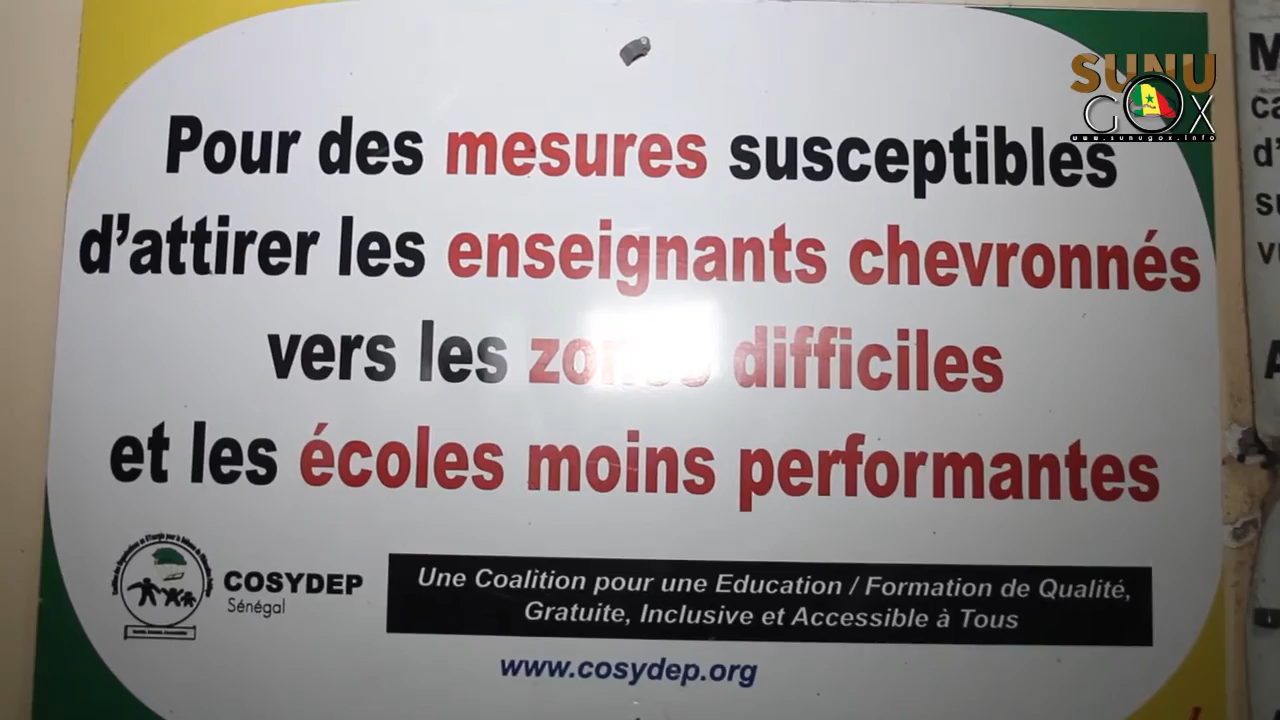 SUNU
GOX
www.sunugox.info
Pour des mesures susceptibles
d'attirer les enseignants chevronnés
vers les zones difficiles
et les écoles moins performantes
COSYDEP
Sénégal
Une Coalition pour une Education / Formation de Qualité,
Gratuite, Inclusive et Accessible à Tous
www.cosydep.org